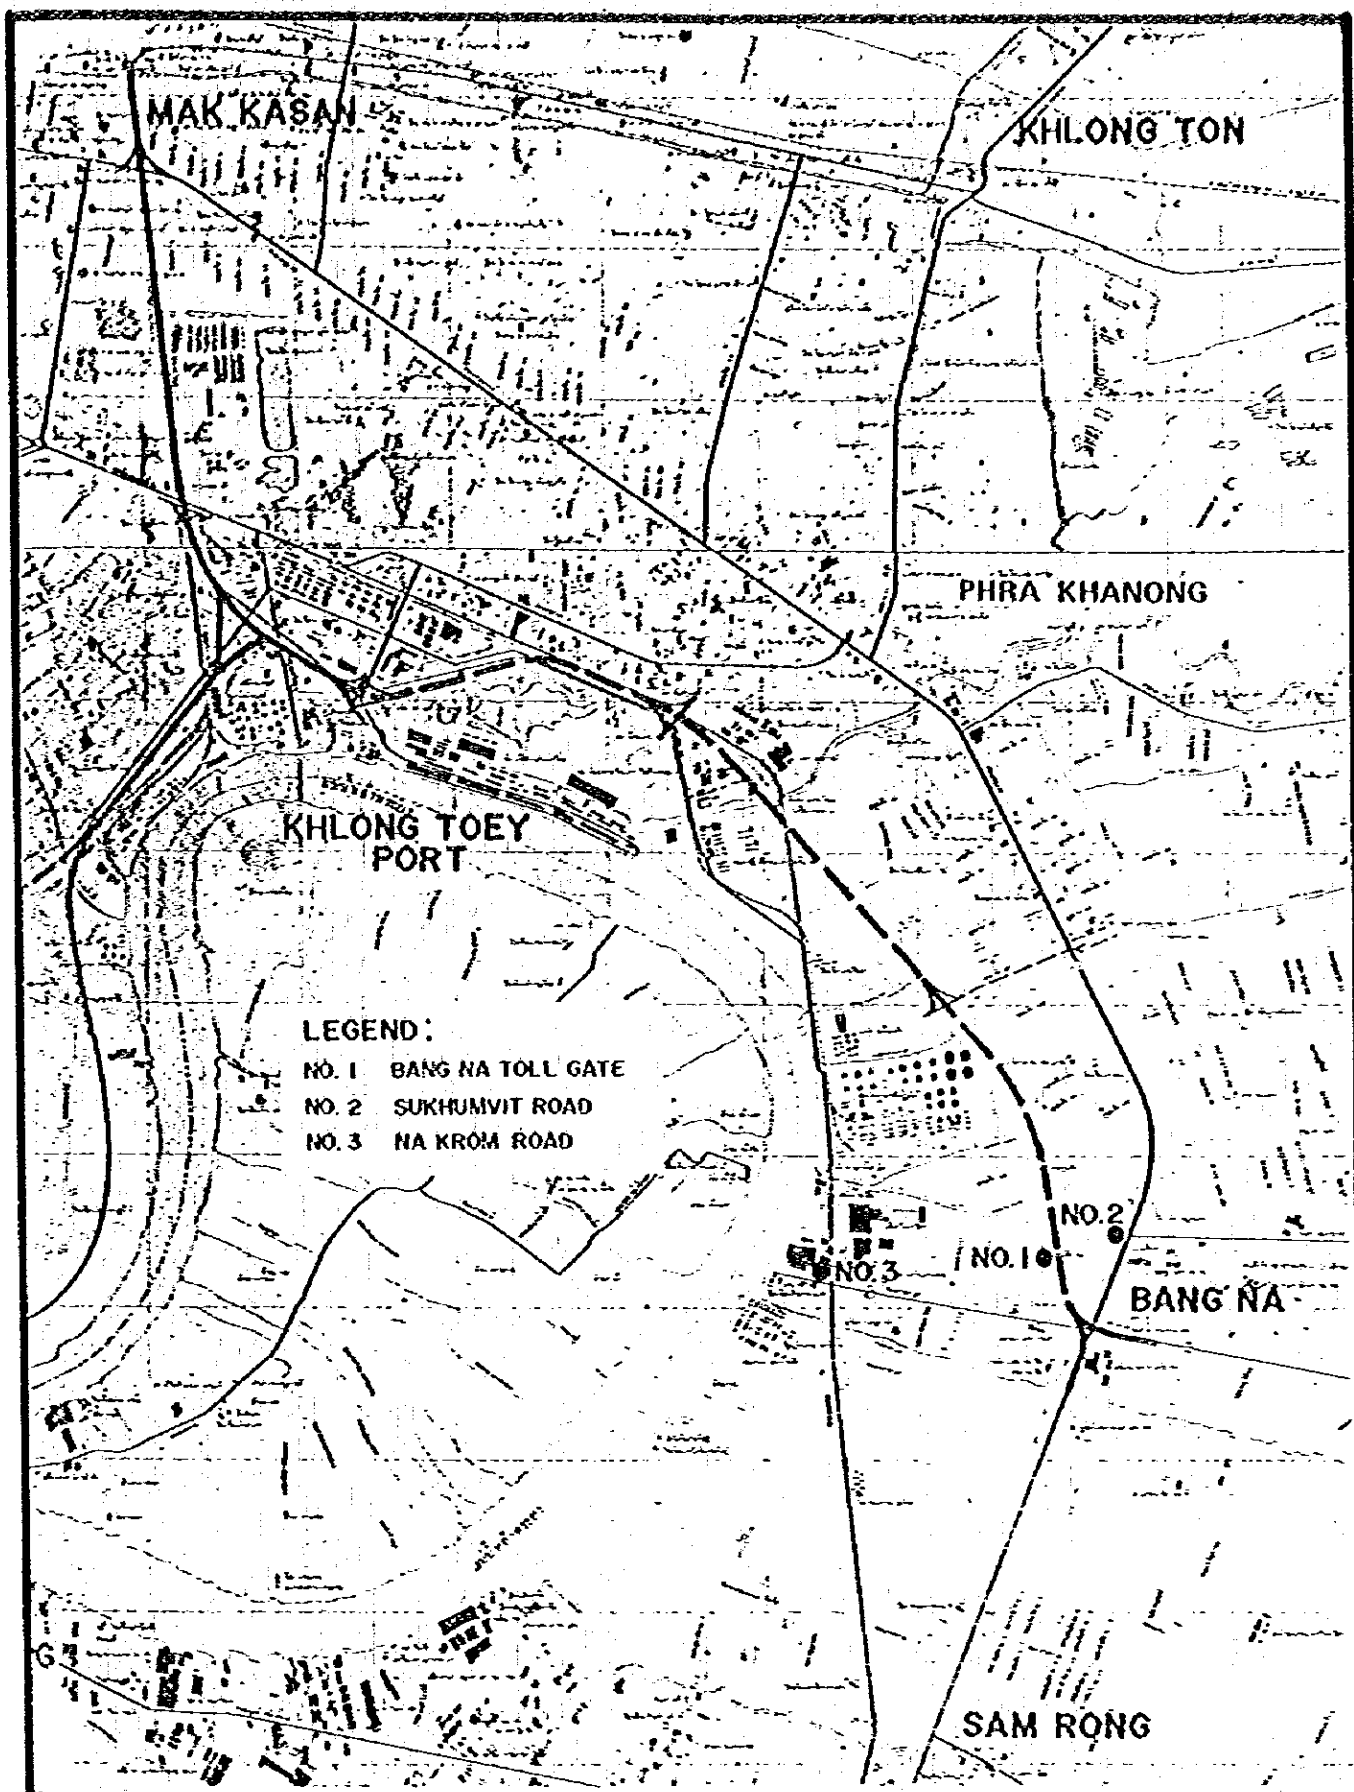 MAK KASAN
KHLONG TON
PHRA KHANONG
KHLONG TOEY
PORT
LEGEND:
NO. 1 BANG NA TOLL GATE
NO. 2 SUKHUMVIT ROAD
NO. 3 NA KROM ROAD
NO.2
NO.1
NO.3
BANG NA
SAM RONG
G